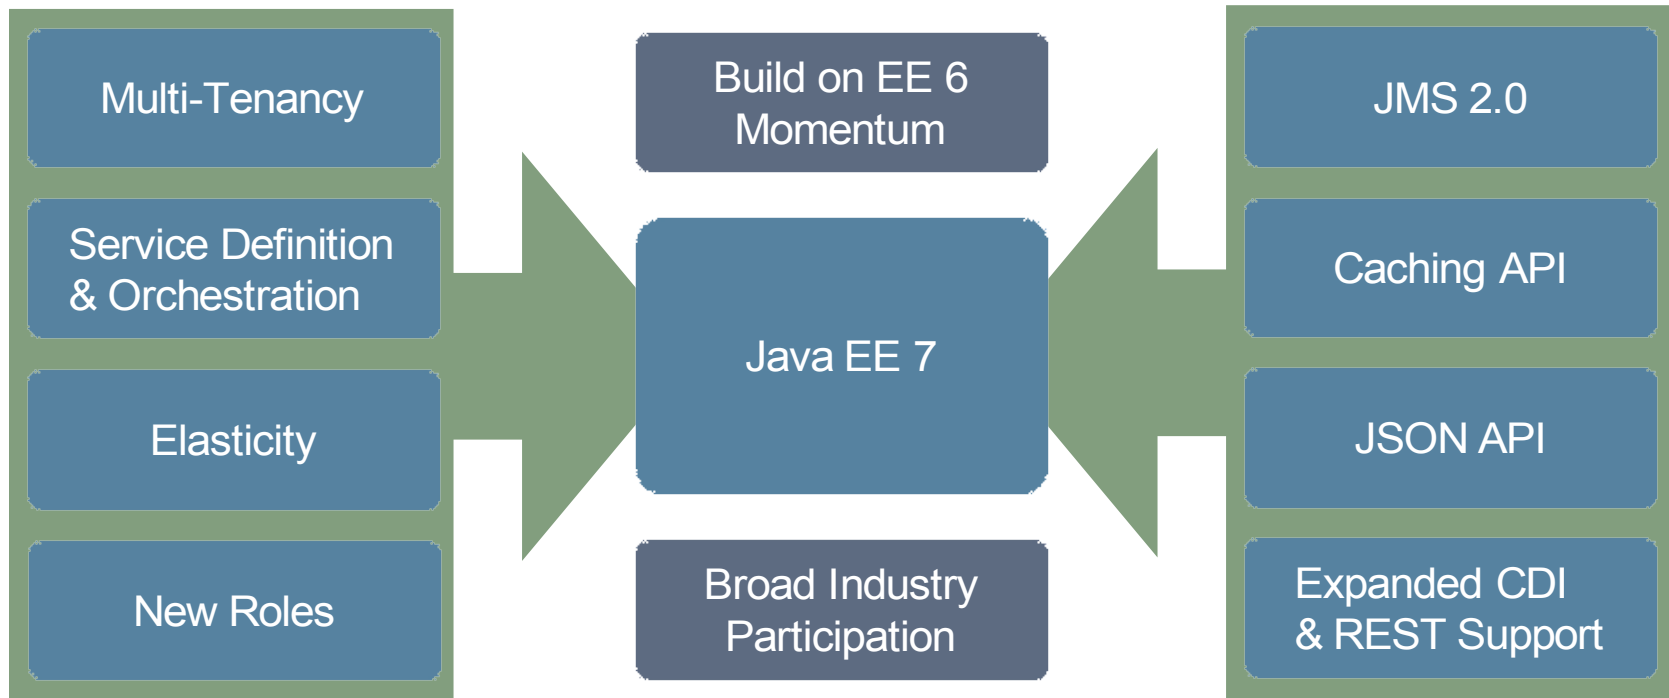 Multi-Tenancy
Service Definition
& Orchestration
Elasticity
New Roles
Build on EE 6
Momentum
Java EE 7
Broad Industry
Participation
JMS 2.0
Caching API
JSON API
Expanded CDI
& REST Support